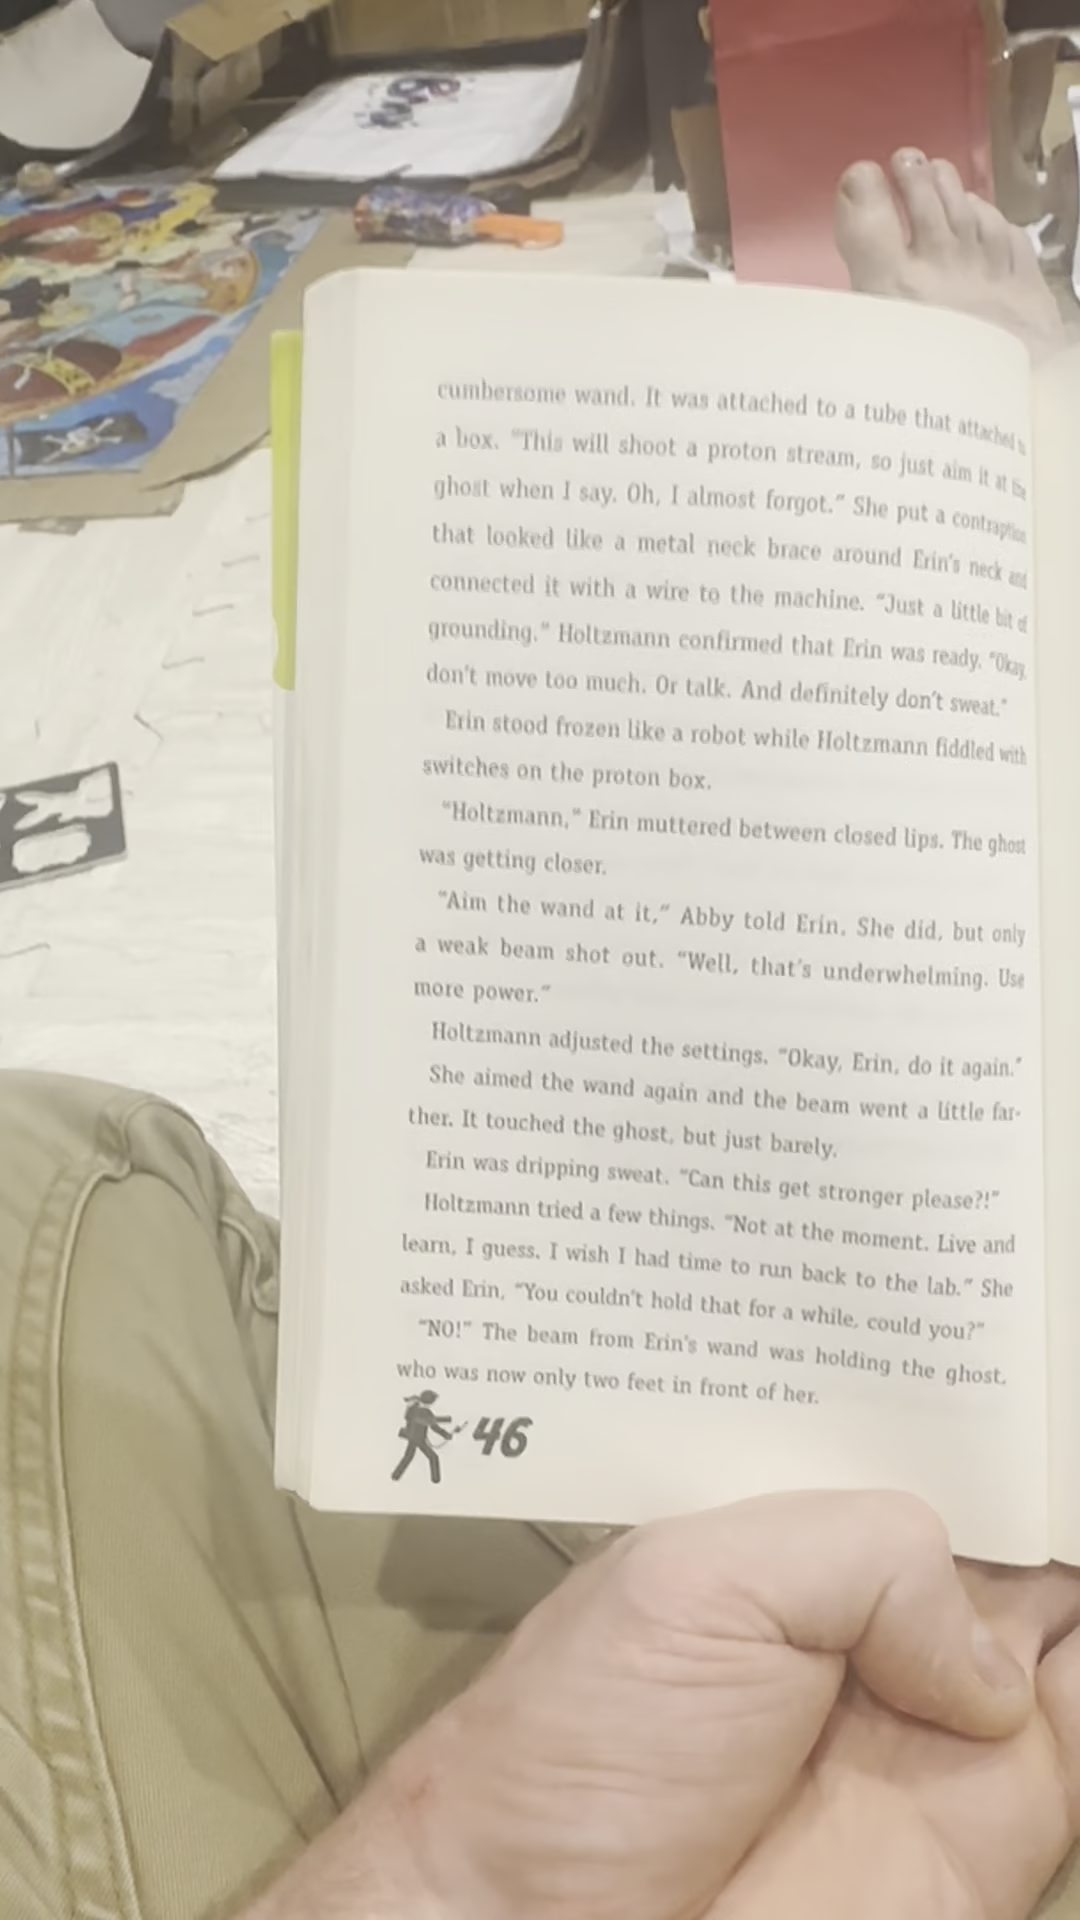 cumbersome wand. It was attached to a tube that attached to
a box. “This will shoot a proton stream, so just aim it at the
ghost when I say. Oh, I almost forgot.” She put a contraption
that looked like a metal neck brace around Erin’s neck and
connected it with a wire to the machine. “Just a little bit of
grounding.” Holtzmann confirmed that Erin was ready. “Okay,
don’t move too much. Or talk. And definitely don’t sweat.”
Erin stood frozen like a robot while Holtzmann fiddled with
switches on the proton box.
“Holtzmann,“ Erin muttered between closed lips. The ghost
was getting closer.
“Aim the wand at it,” Abby told Erin. She did, but only
a weak beam shot out. “Well, that’s underwhelming. Use
more power.”
Holtzmann adjusted the settings. “Okay, Erin, do it again.”
She aimed the wand again and the beam went a little far-
ther. It touched the ghost, but just barely.
Erin was dripping sweat. “Can this get stronger please?!”
Holtzmann tried a few things. “Not at the moment. Live and
learn, I guess. I wish I had time to run back to the lab.” She
asked Erin, “You couldn’t hold that for a while, could you?”
“NO!” The beam from Erin’s wand was holding the ghost,
who was now only two feet in front of her.
46